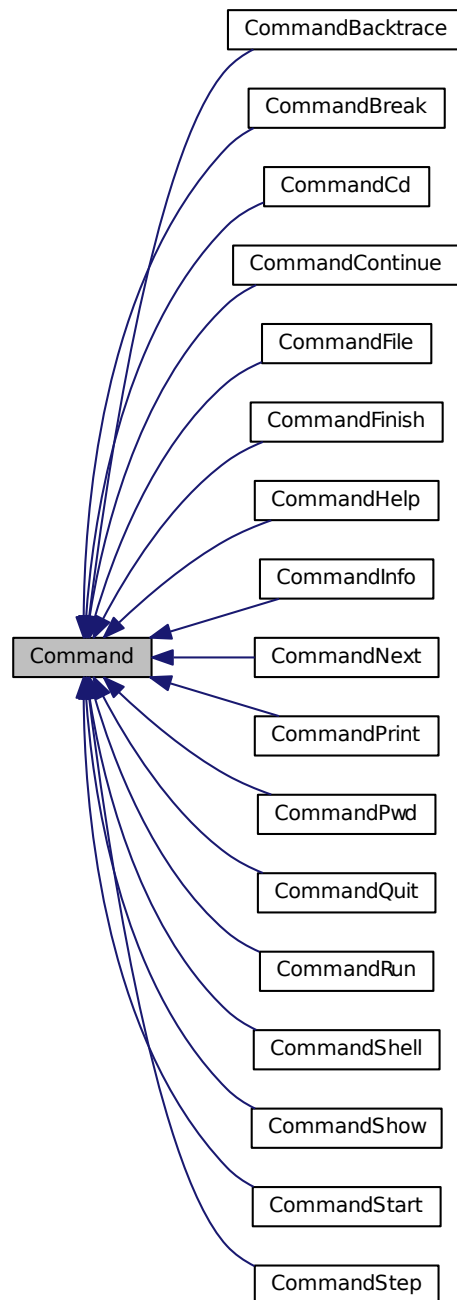 CommandBacktrace
CommandBreak
CommandCd
CommandContinue
CommandFile
CommandFinish
CommandHelp
CommandInfo
Command
CommandNext
CommandPrint
CommandPwd
CommandQuit
CommandRun
CommandShell
CommandShow
CommandStart
CommandStep